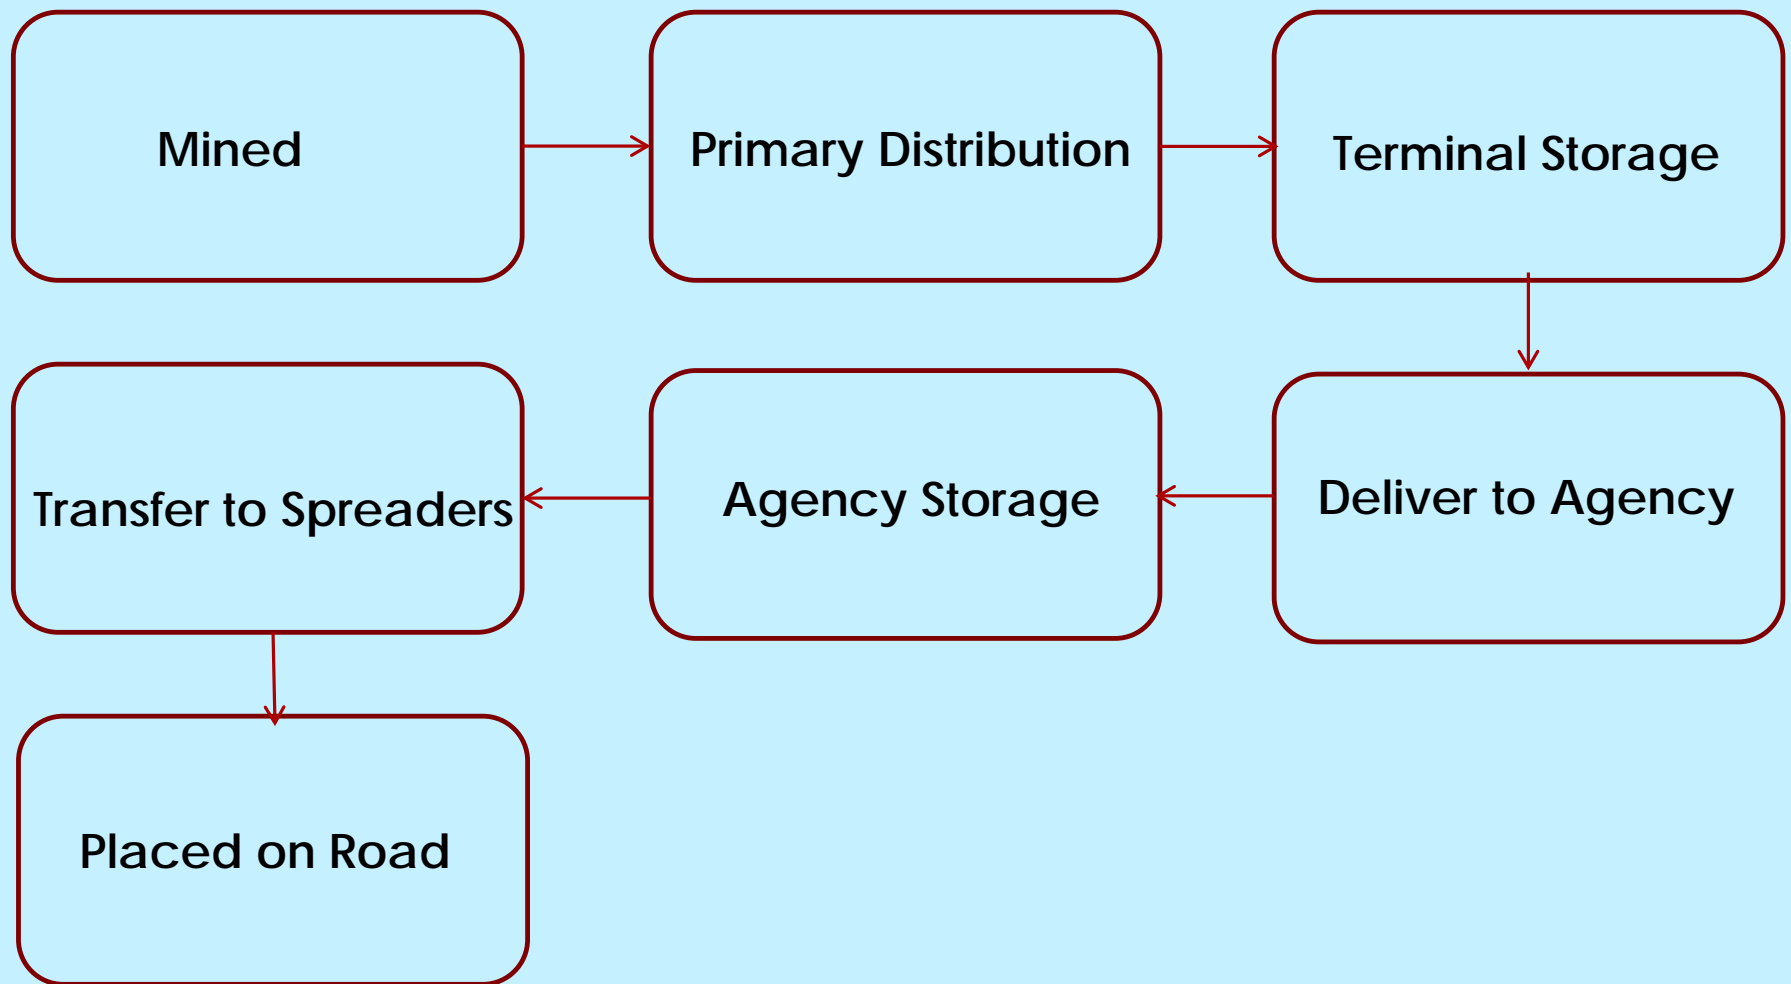 Mined
Primary Distribution
Terminal Storage
Deliver to Agency
Agency Storage
Transfer to Spreaders
Placed on Road